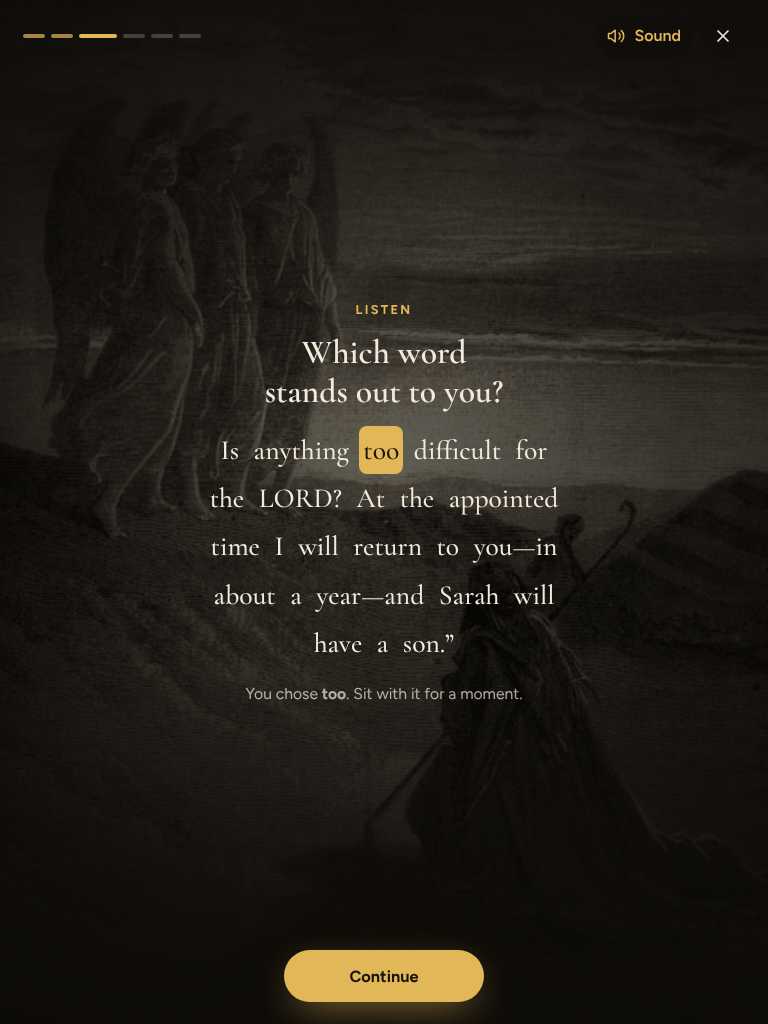 Sound
LISTEN
Which word
stands out to you?
Is anything too difficult for
the LORD? At the appointed
time I will return to you—in
about a year—and Sarah will
have a son.”
You chose too. Sit with it for a moment.
Continue